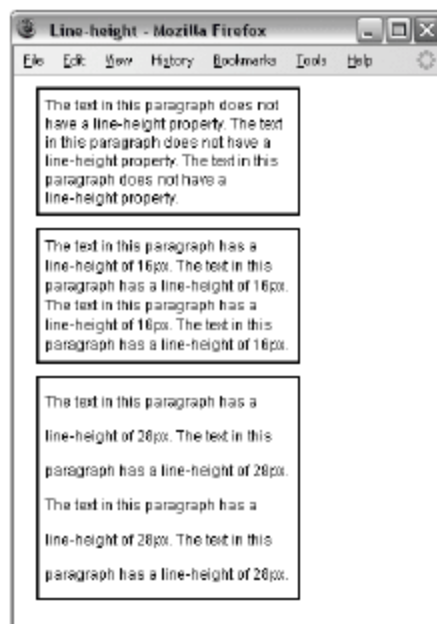 Line-height - Mozilla Firefox
File Edit View History Bookmarks Tools Help
The text in this paragraph does not
have a line-height property. The text
in this paragraph does not have a
line-height property. The text in this
paragraph does not have a
line-height property.
The text in this paragraph has a
line-height of 16px. The text in this
paragraph has a line-height of 16px.
The text in this paragraph has a
line-height of 16px. The text in this
paragraph has a line-height of 16px.
The text in this paragraph has a
line-height of 28px. The text in this
paragraph has a line-height of 28px.
The text in this paragraph has a
line-height of 28px. The text in this
paragraph has a line-height of 28px.